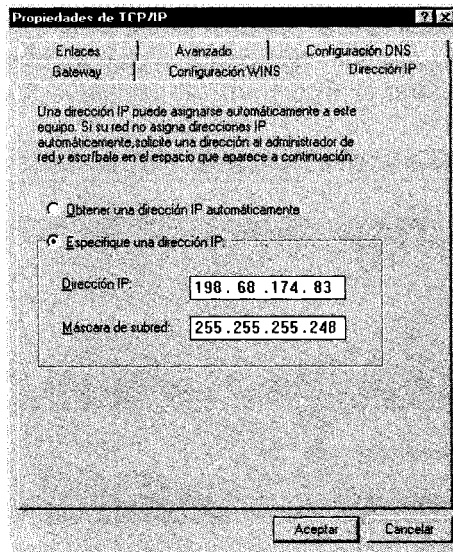 Propiedades de TCP/IP
Enlaces Avanzado Configuración DNS
Gateway Configuración WINS Dirección IP
Una dirección IP puede asignarse automáticamente a este
equipo. Si su red no asigna direcciones IP
automáticamente, solicite una dirección al administrador de
red y escríbala en el espacio que aparece a continuación.
Obtener una dirección IP automáticamente
Especifique una dirección IP:
Dirección IP: 198.68.174.83
Máscara de subred: 255.255.255.248
Aceptar Cancelar